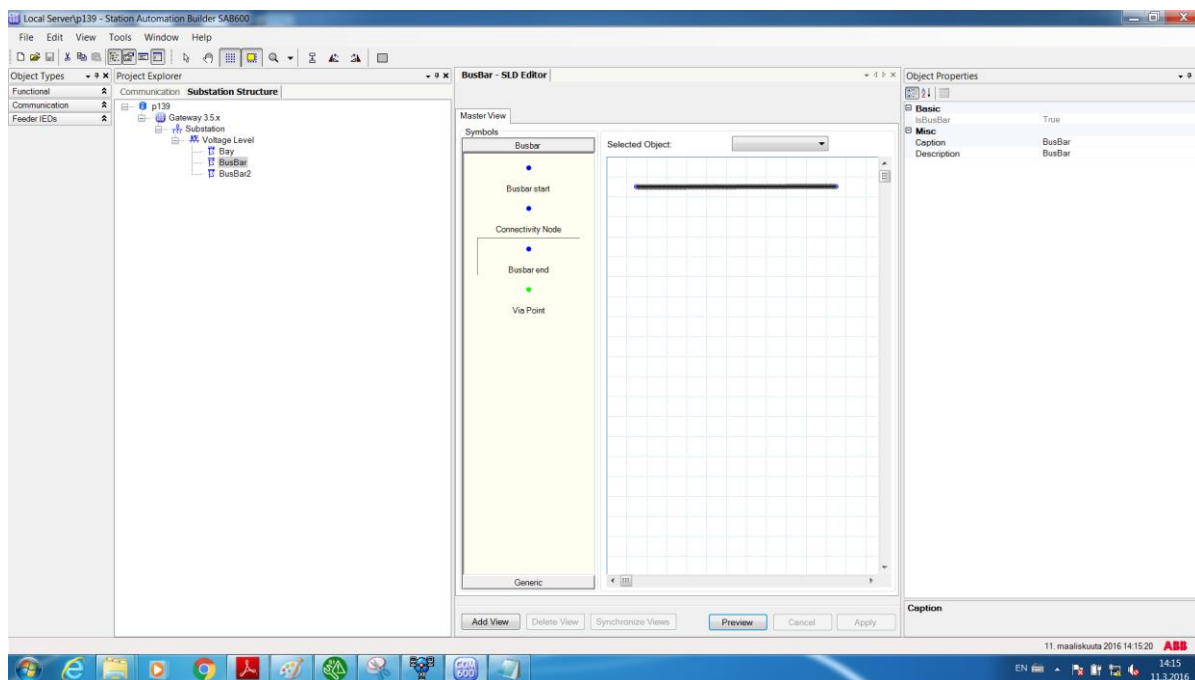 Local Server\p139 - Station Automation Builder SAB600
File Edit View Tools Window Help
Object Types
Functional
Communication
Feeder IEDs
Project Explorer
Communication Substation Structure
p139
Gateway 3.5.x
Substation
Voltage Level
Bay
BusBar
BusBar2
BusBar - SLD Editor
Master View
Symbols
Busbar
Busbar start
Connectivity Node
Busbar end
Via Point
Generic
Selected Object:
Add View Delete View Synchronize Views Preview Cancel Apply
Object Properties
Basic
IsBusBar True
Misc
Caption BusBar
Description BusBar
Caption
11. maaliskuuta 2016 14:15:20 ABB
COM
600
EN
14:15
11.3.2016